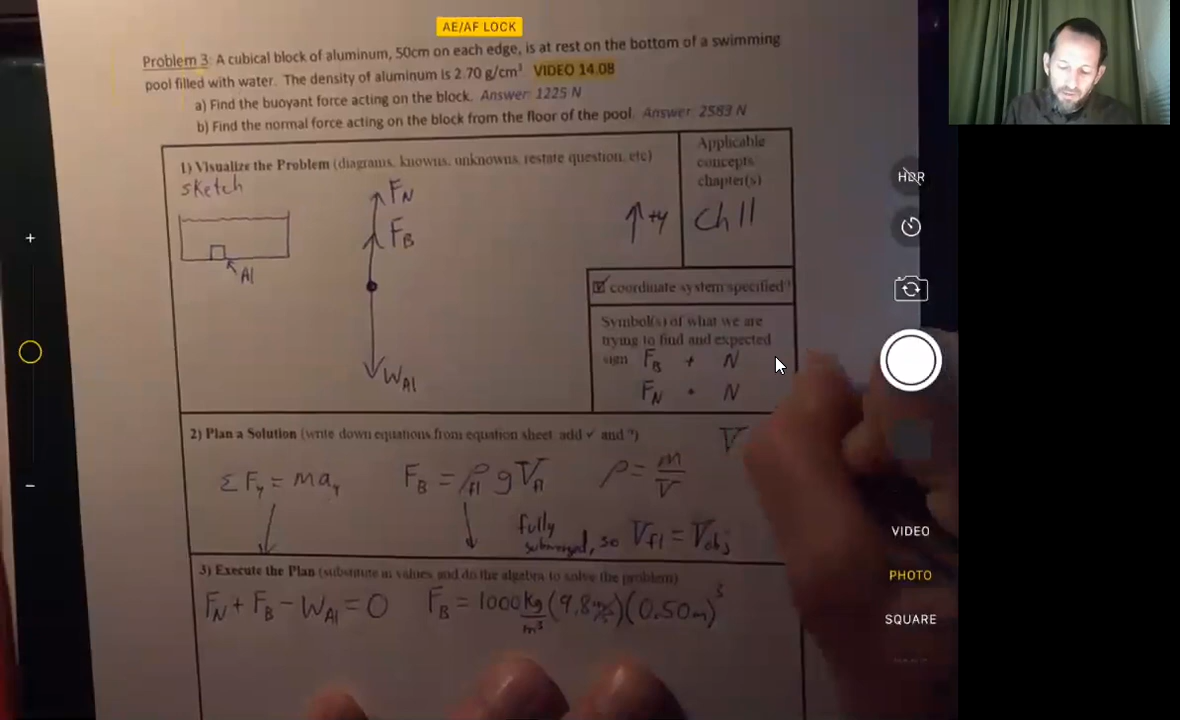 AE/AF LOCK
Problem 3: A cubical block of aluminum, 50cm on each edge, is at rest on the bottom of a swimming
pool filled with water. The density of aluminum is 2.70 g/cm³ VIDEO 14.08
a) Find the buoyant force acting on the block. Answer: 1225 N
b) Find the normal force acting on the block from the floor of the pool. Answer: 2583 N
1) Visualize the Problem (diagrams, knowns, unknowns, restate question, etc)
Applicable
concepts
chapter(s)
sketch
Al
F_N
F_B
W_Al
+y
Ch 11
coordinate system specified?
Symbol(s) of what we are
trying to find and expected
sign F_B + N
F_N + N
2) Plan a Solution (write down equations from equation sheet, add ✓ and ?)
ΣF_y = ma_y
F_B = ρ_fl g V_fl
ρ = m/V
V
fully
submerged, so V_fl = V_obj
3) Execute the Plan (substitute in values and do the algebra to solve the problem)
F_N + F_B - W_Al = 0
F_B = 1000 kg/m³ (9.8 m/s²)(0.50m)³
HDR
VIDEO
PHOTO
SQUARE